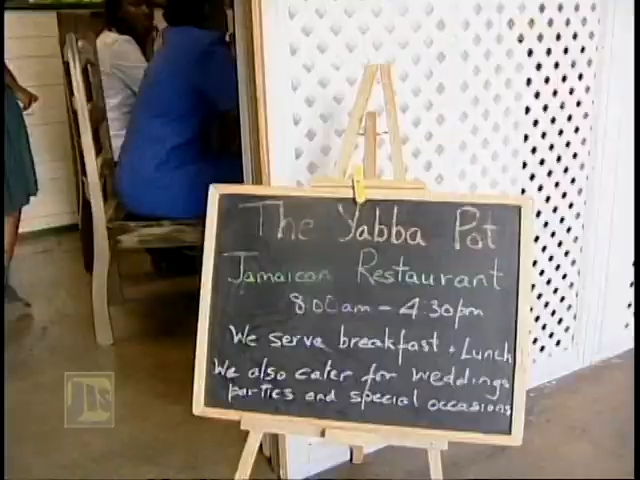 The Yabba Pot
Jamaican Restaurant
8:00am - 4:30pm
We serve breakfast + Lunch
We also cater for weddings
parties and special occasions
JIS